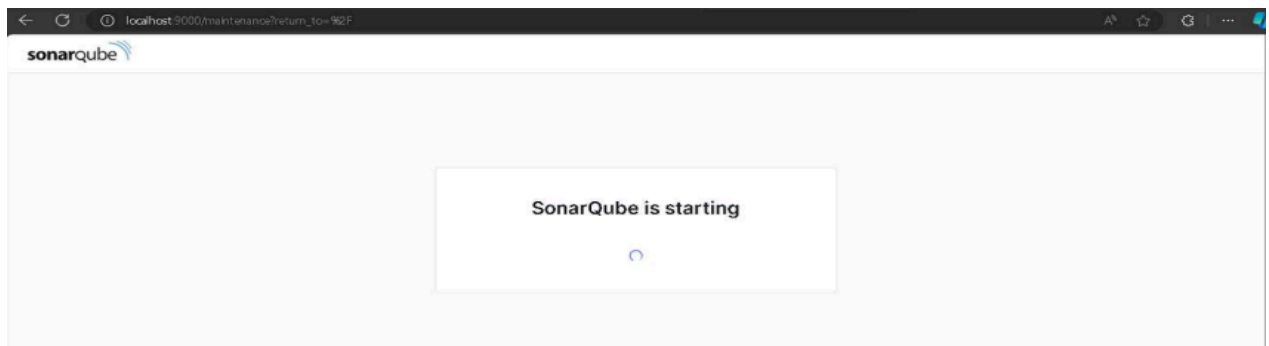 localhost:9000/maintenance?return_to=%2F
sonarqube
SonarQube is starting